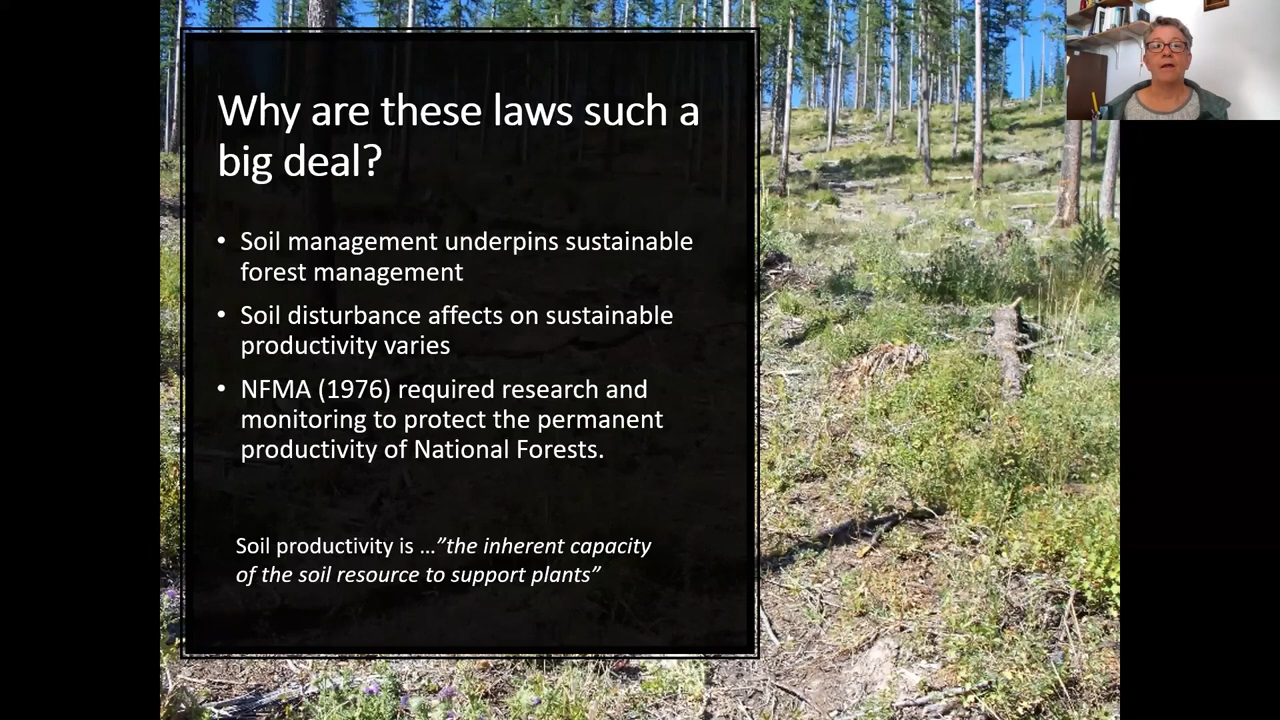 Why are these laws such a
big deal?
• Soil management underpins sustainable
forest management
• Soil disturbance affects on sustainable
productivity varies
• NFMA (1976) required research and
monitoring to protect the permanent
productivity of National Forests.
Soil productivity is …”the inherent capacity
of the soil resource to support plants”